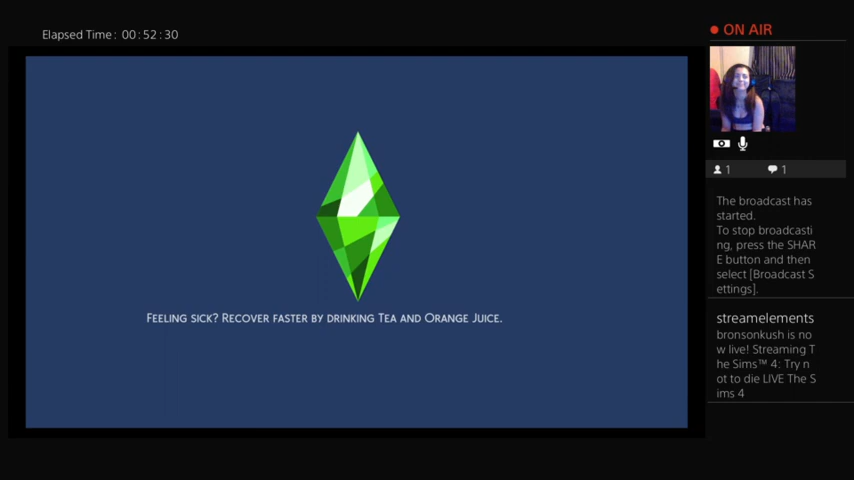 Elapsed Time: 00:52:30
ON AIR
1 1
FEELING SICK? RECOVER FASTER BY DRINKING TEA AND ORANGE JUICE.
The broadcast has
started.
To stop broadcasti
ng, press the SHAR
E button and then
select [Broadcast S
ettings].
streamelements
bronsonkush is no
w live! Streaming T
he Sims™ 4: Try n
ot to die LIVE The S
ims 4